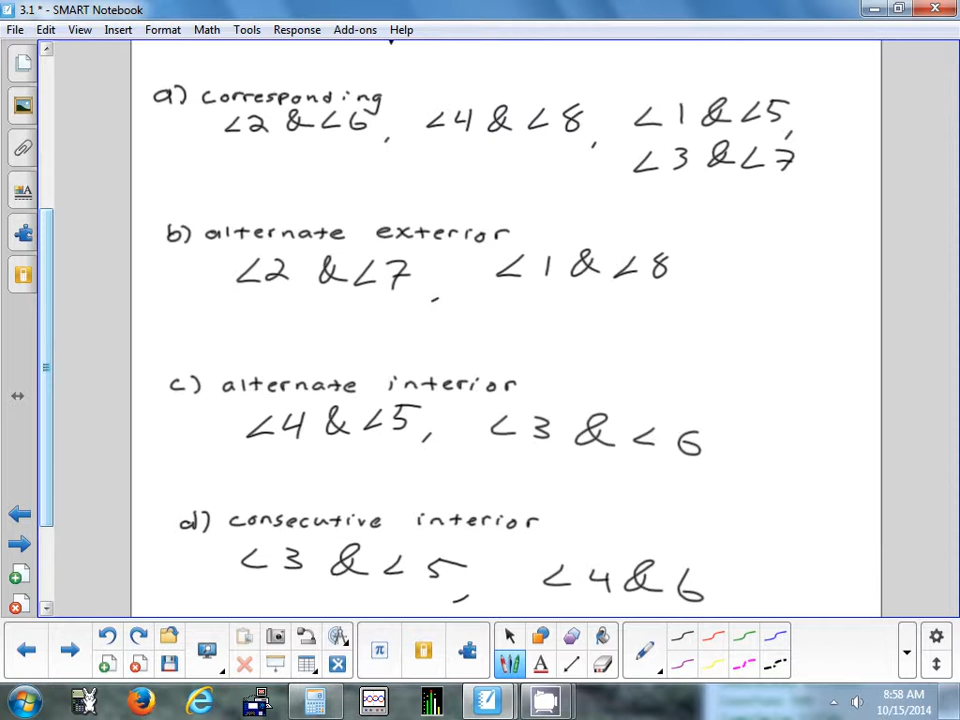 3.1 * - SMART Notebook
File Edit View Insert Format Math Tools Response Add-ons Help
a) corresponding
∠2 & ∠6, ∠4 & ∠8, ∠1 & ∠5,
∠3 & ∠7
b) alternate exterior
∠2 & ∠7, ∠1 & ∠8
c) alternate interior
∠4 & ∠5, ∠3 & ∠6
d) consecutive interior
∠3 & ∠5, ∠4 & 6
8:58 AM
10/15/2014